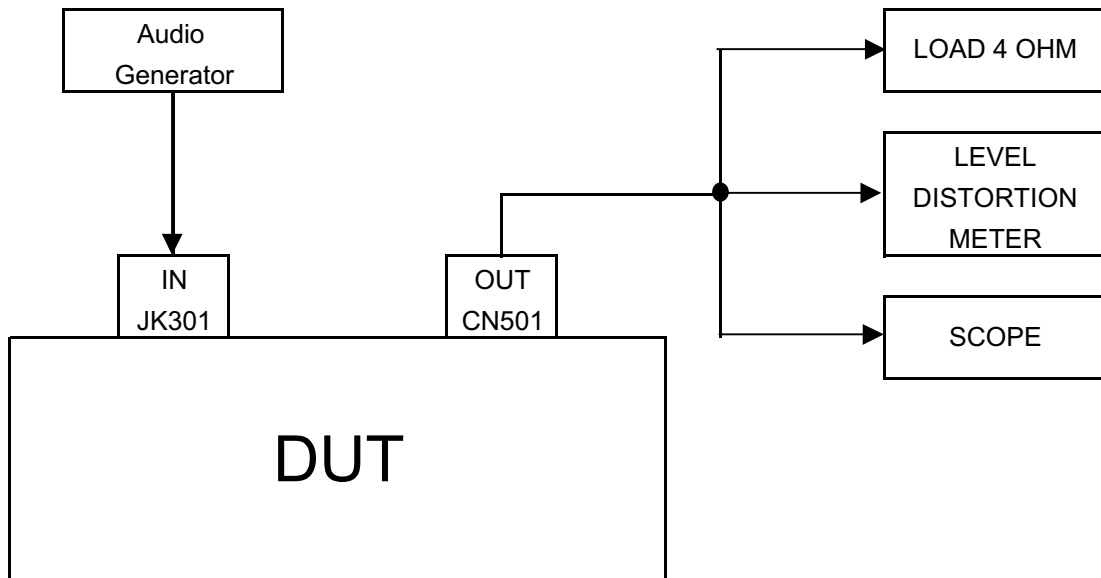 Audio
Generator
LOAD 4 OHM
LEVEL
DISTORTION
METER
IN
JK301
OUT
CN501
SCOPE
DUT